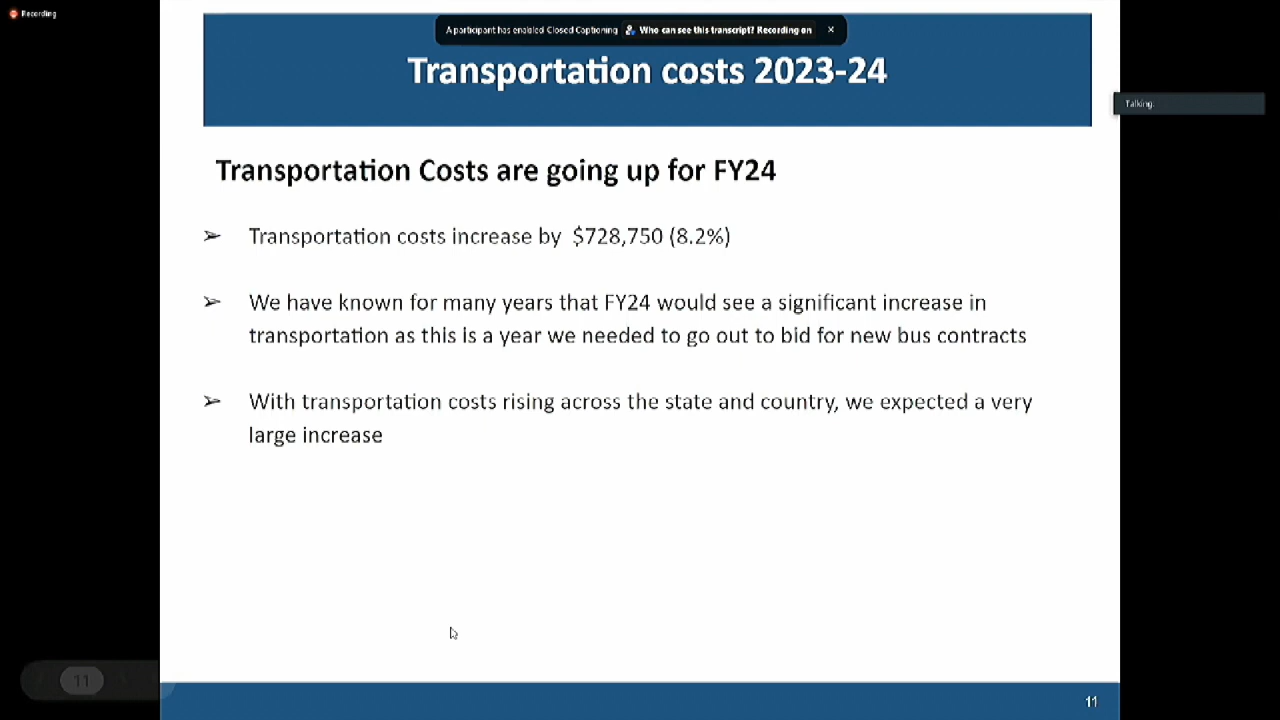 Recording
A participant has enabled Closed Captioning Who can see this transcript? Recording on ×
Transportation costs 2023-24
Talking:
Transportation Costs are going up for FY24
➢ Transportation costs increase by $728,750 (8.2%)
➢ We have known for many years that FY24 would see a significant increase in
transportation as this is a year we needed to go out to bid for new bus contracts
➢ With transportation costs rising across the state and country, we expected a very
large increase
11
11